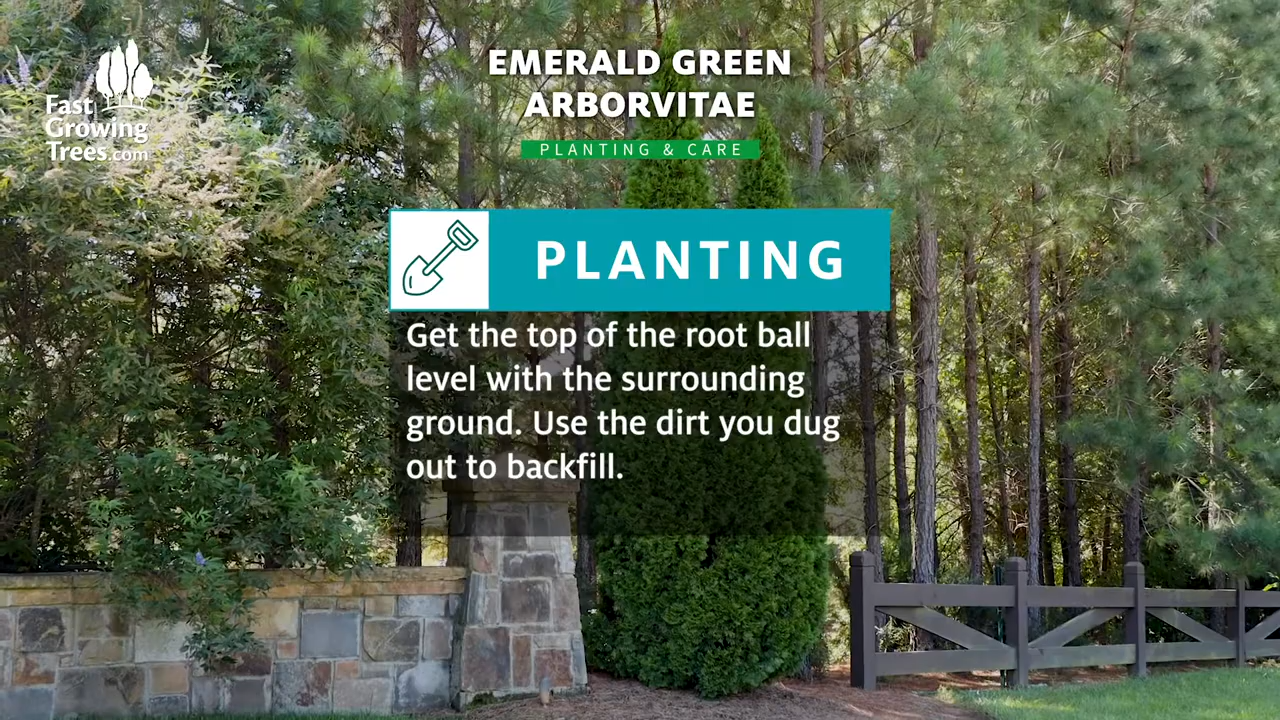 Fast
Growing
Trees.com
EMERALD GREEN
ARBORVITAE
PLANTING & CARE
PLANTING
Get the top of the root ball
level with the surrounding
ground. Use the dirt you dug
out to backfill.